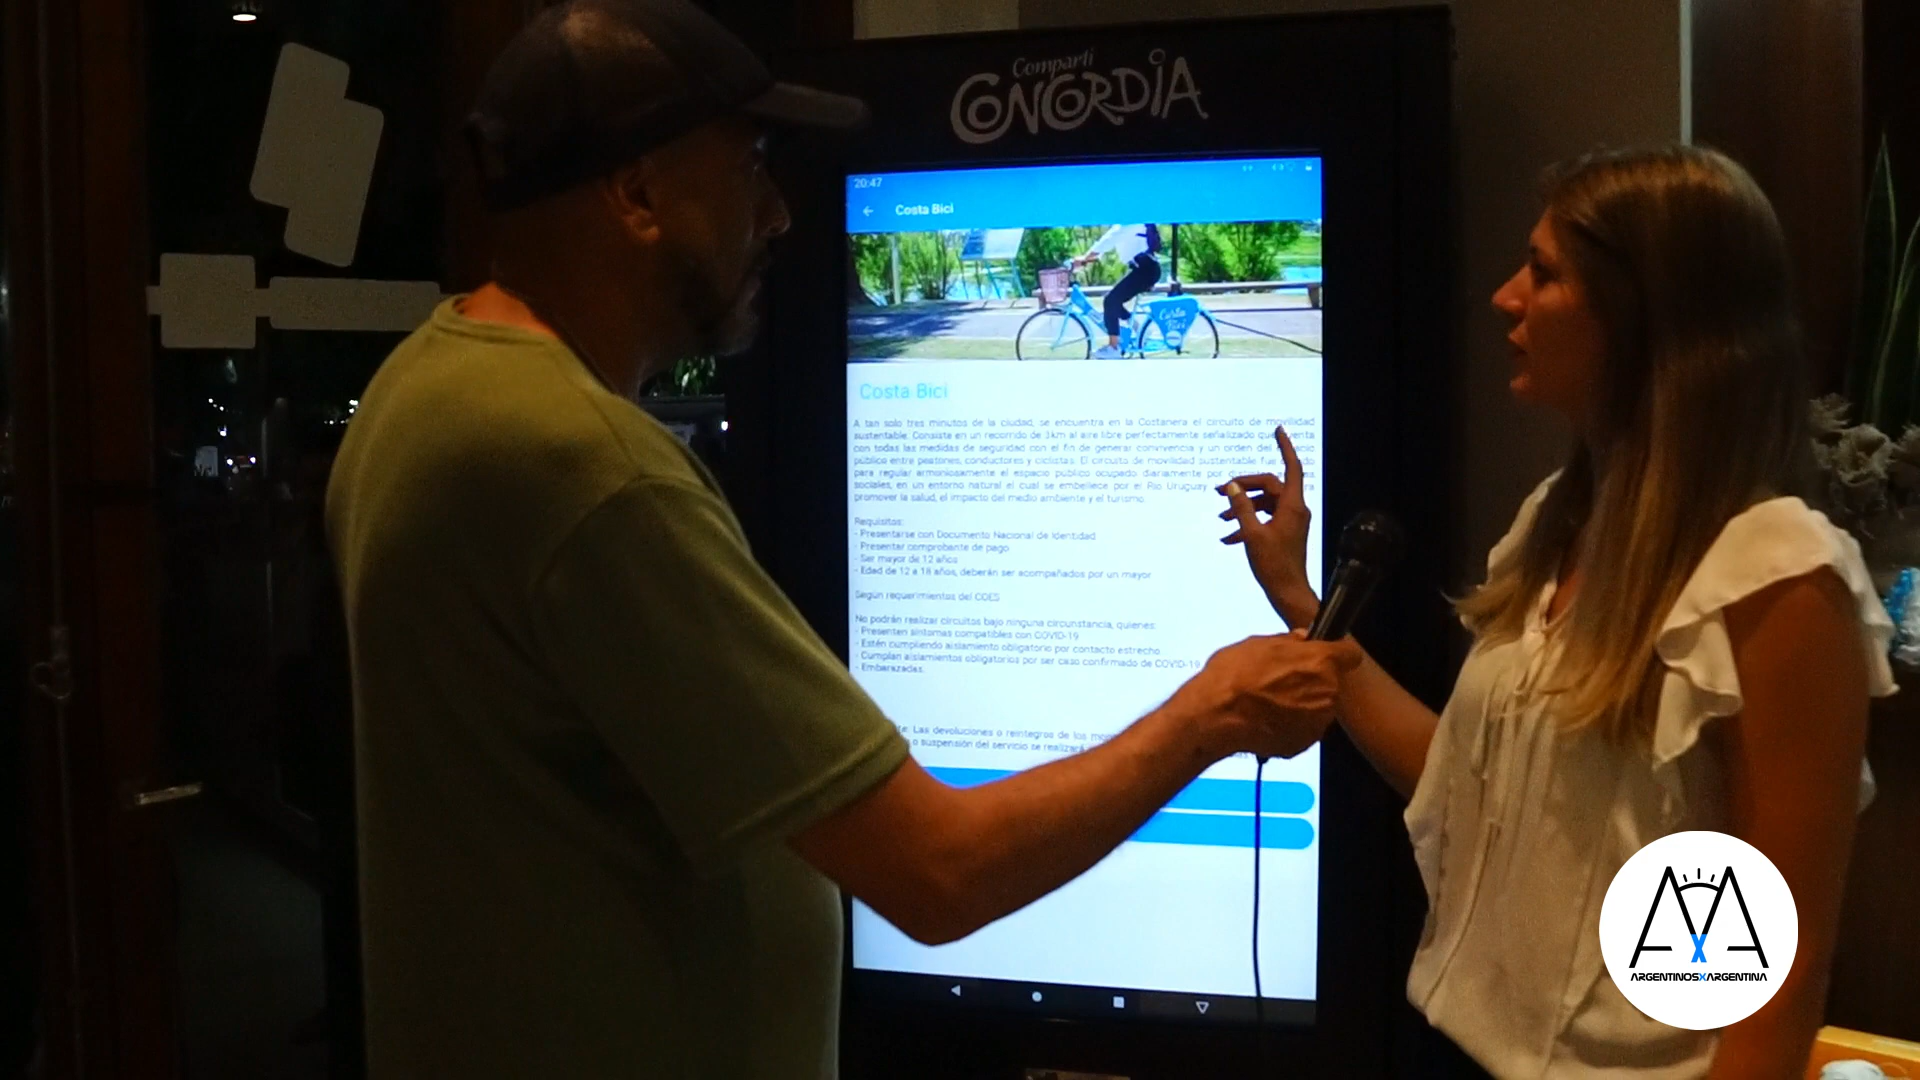 Compartí
CONCORDIA
20:47
Costa Bici
Costa
Bici
Costa Bici
A tan solo tres minutos de la ciudad, se encuentra en la Costanera el circuito de movilidad
sustentable. Consiste en un recorrido de 3km al aire libre perfectamente señalizado que
con todas las medidas de seguridad con el fin de generar convivencia y un orden del
público entre peatones, conductores y ciclistas. El circuito de movilidad sustentable fue
para regular armoniosamente el espacio público ocupado diariamente por
sociales, en un entorno natural el cual se embellece por el Río Uruguay
promover la salud, el impacto del medio ambiente y el turismo.
Requisitos:
- Presentarse con Documento Nacional de Identidad
- Presentar comprobante de pago
- Ser mayor de 12 años
- Edad de 12 a 18 años, deberán ser acompañados por un mayor
Según requerimientos del COES
No podrán realizar circuitos bajo ninguna circunstancia, quienes:
- Presenten síntomas compatibles con COVID-19
- Estén cumpliendo aislamiento obligatorio por contacto estrecho
- Cumplan aislamientos obligatorios por ser caso confirmado de COVID-19
- Embarazadas.
Las devoluciones o reintegros de los
o suspensión del servicio se realizará
ARGENTINOSXARGENTINA